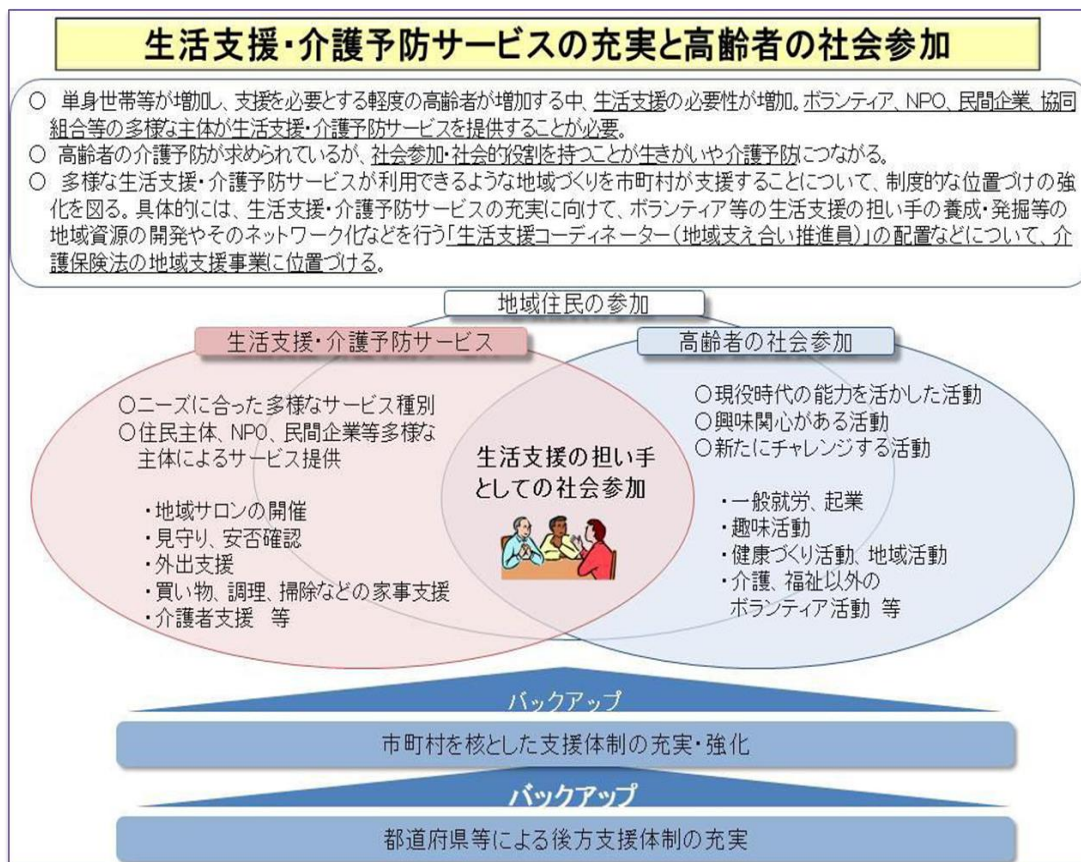 生活支援・介護予防サービスの充実と高齢者の社会参加
○ 単身世帯等が増加し、支援を必要とする軽度の高齢者が増加する中、生活支援の必要性が増加。ボランティア、NPO、民間企業、協同
組合等の多様な主体が生活支援・介護予防サービスを提供することが必要。
○ 高齢者の介護予防が求められているが、社会参加・社会的役割を持つことが生きがいや介護予防につながる。
○ 多様な生活支援・介護予防サービスが利用できるような地域づくりを市町村が支援することについて、制度的な位置づけの強
化を図る。具体的には、生活支援・介護予防サービスの充実に向けて、ボランティア等の生活支援の担い手の養成・発掘等の
地域資源の開発やそのネットワーク化などを行う「生活支援コーディネーター（地域支え合い推進員）」の配置などについて、介
護保険法の地域支援事業に位置づける。
地域住民の参加
生活支援・介護予防サービス
○ニーズに合った多様なサービス種別
○住民主体、NPO、民間企業等多様な
主体によるサービス提供
・地域サロンの開催
・見守り、安否確認
・外出支援
・買い物、調理、掃除などの家事支援
・介護者支援 等
生活支援の担い手
としての社会参加
高齢者の社会参加
○現役時代の能力を活かした活動
○興味関心がある活動
○新たにチャレンジする活動
・一般就労、起業
・趣味活動
・健康づくり活動、地域活動
・介護、福祉以外の
ボランティア活動 等
バックアップ
市町村を核とした支援体制の充実・強化
バックアップ
都道府県等による後方支援体制の充実